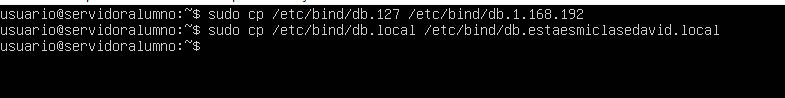 usuario@servidoralumno:~$ sudo cp /etc/bind/db.127 /etc/bind/db.1.168.192
usuario@servidoralumno:~$ sudo cp /etc/bind/db.local /etc/bind/db.estaesmiclasedavid.local
usuario@servidoralumno:~$